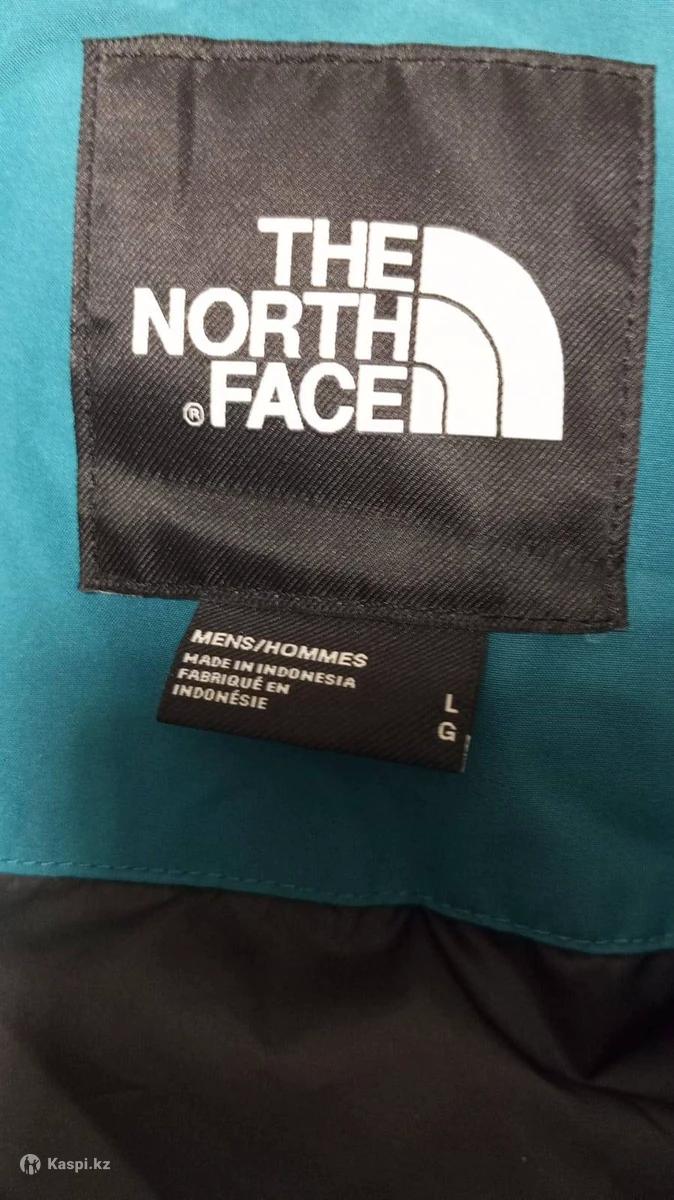 THE
NORTH
® FACE
MENS/HOMMES
MADE IN INDONESIA
FABRIQUÉ EN
INDONÉSIE
L
G
Kaspi.kz